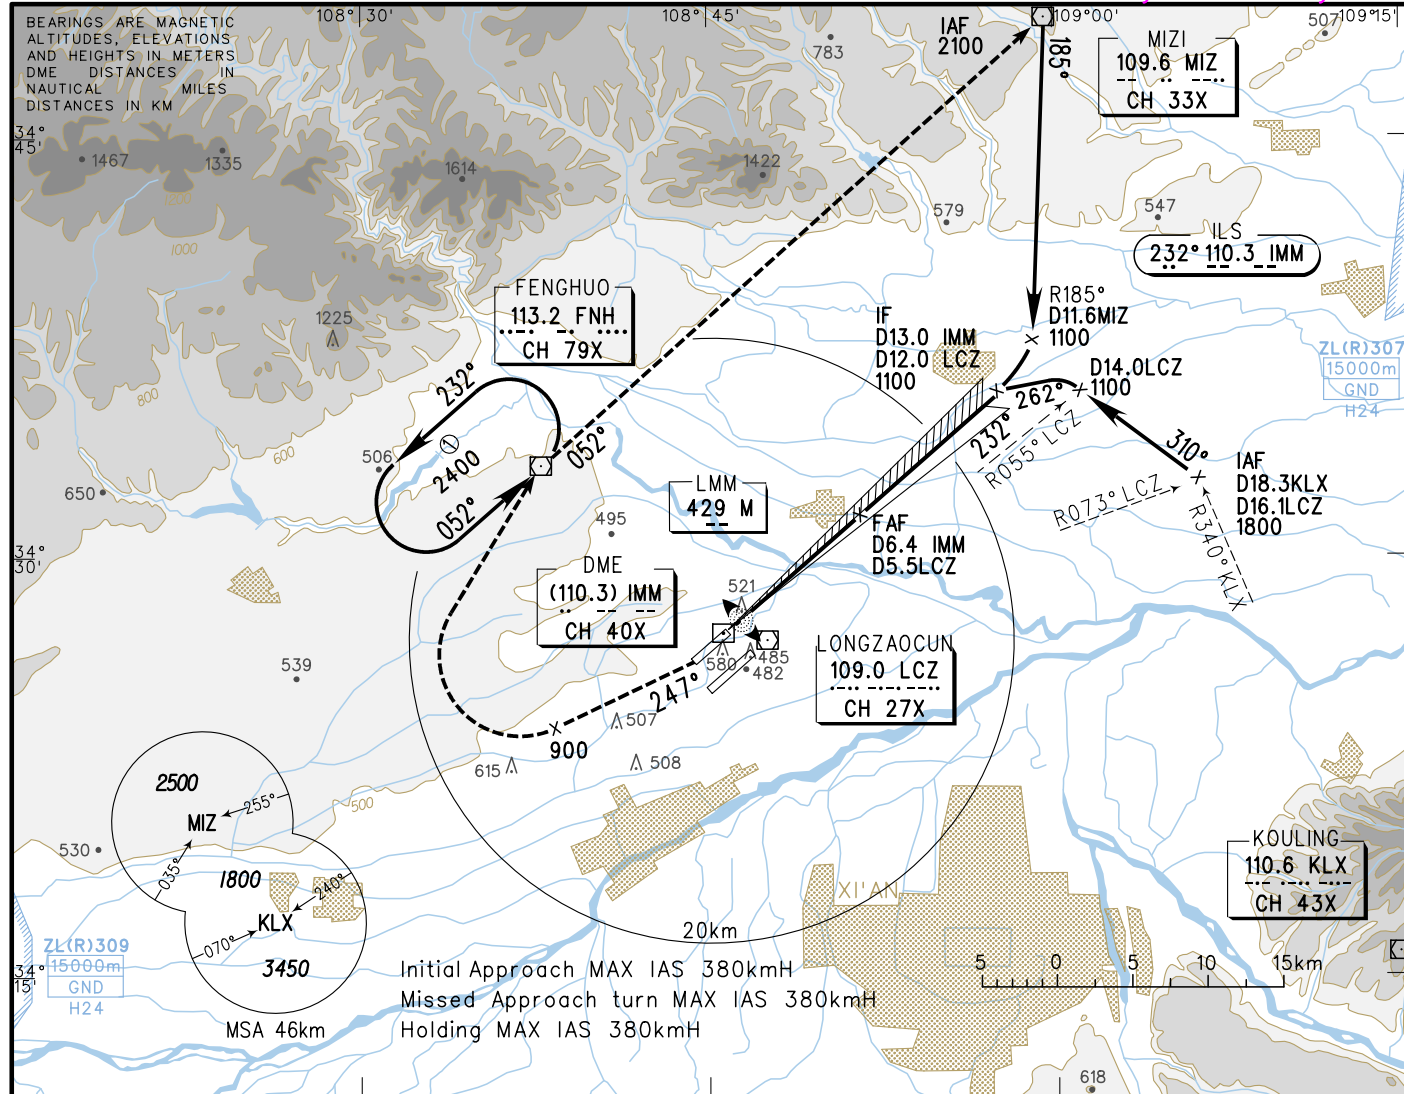 BEARINGS ARE MAGNETIC
ALTITUDES, ELEVATIONS
AND HEIGHTS IN METERS
DME DISTANCES IN
NAUTICAL MILES
DISTANCES IN KM
108°30'
108°45'
109°00'
109°15'
507
783
IAF
2100
185°
MIZI
109.6 MIZ
CH 33X
34°
45'
1467
1335
1614
1422
1200
579
547
1000
ILS
232° 110.3 IMM
FENGHUO
113.2 FNH
CH 79X
1225
IF
D13.0 IMM
D12.0 LCZ
1100
R185°
D11.6MIZ
1100
D14.0LCZ
1100
ZL(R)307
15000m
GND
H24
800
232°
262°
232°
R055°LCZ
310°
052°
1
2400
052°
600
506
650
LMM
429 M
495
R073°LCZ
IAF
D18.3KLX
D16.1LCZ
1800
R340°KLX
FAF
D6.4 IMM
D5.5LCZ
34°
30'
DME
(110.3) IMM
CH 40X
521
580
485
482
LONGZAOCUN
109.0 LCZ
CH 27X
539
247°
507
900
615
508
500
2500
MIZ
255°
035°
530
1800
240°
KLX
070°
3450
MSA 46km
XI'AN
20km
KOULING
110.6 KLX
CH 43X
ZL(R)309
15000m
GND
H24
34°
15'
Initial Approach MAX IAS 380kmH
Missed Approach turn MAX IAS 380kmH
Holding MAX IAS 380kmH
5 0 5 10 15km
618